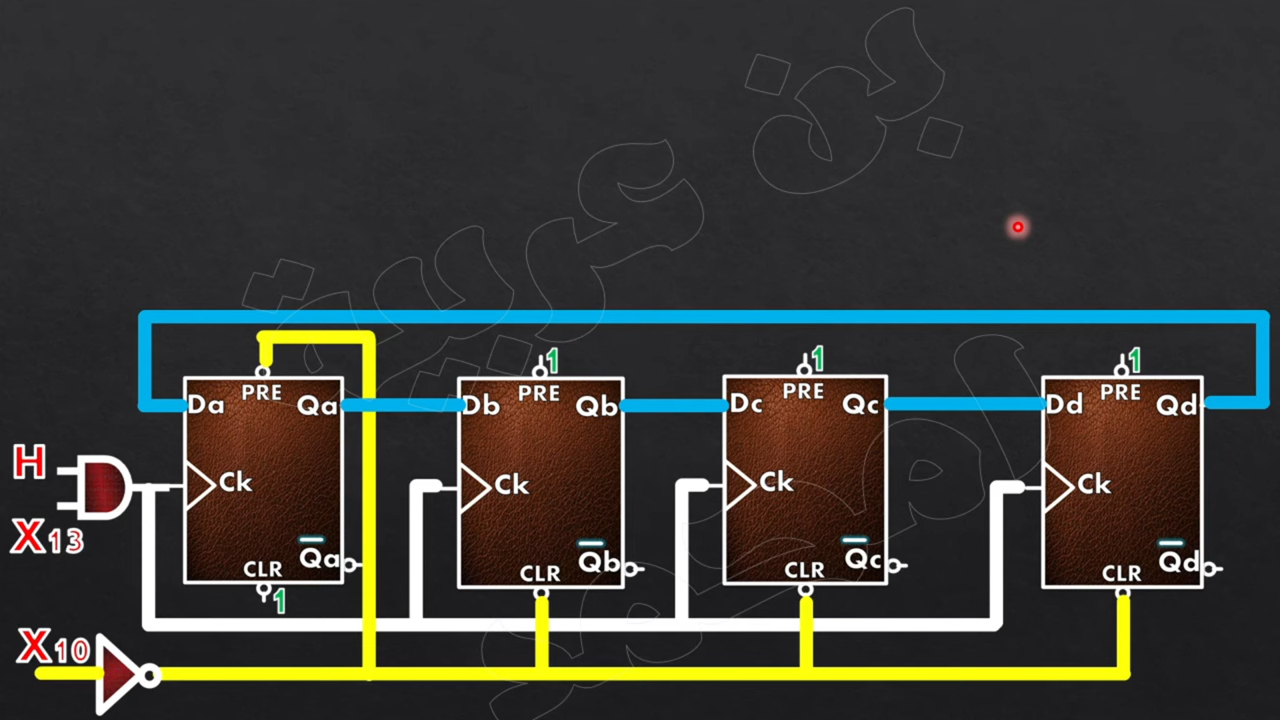 1 1 1
PRE PRE PRE PRE
Da Qa Db Qb Dc Qc Dd Qd
H
Ck Ck Ck Ck
X13
Qa Qb Qc Qd
CLR CLR CLR CLR
1
X10